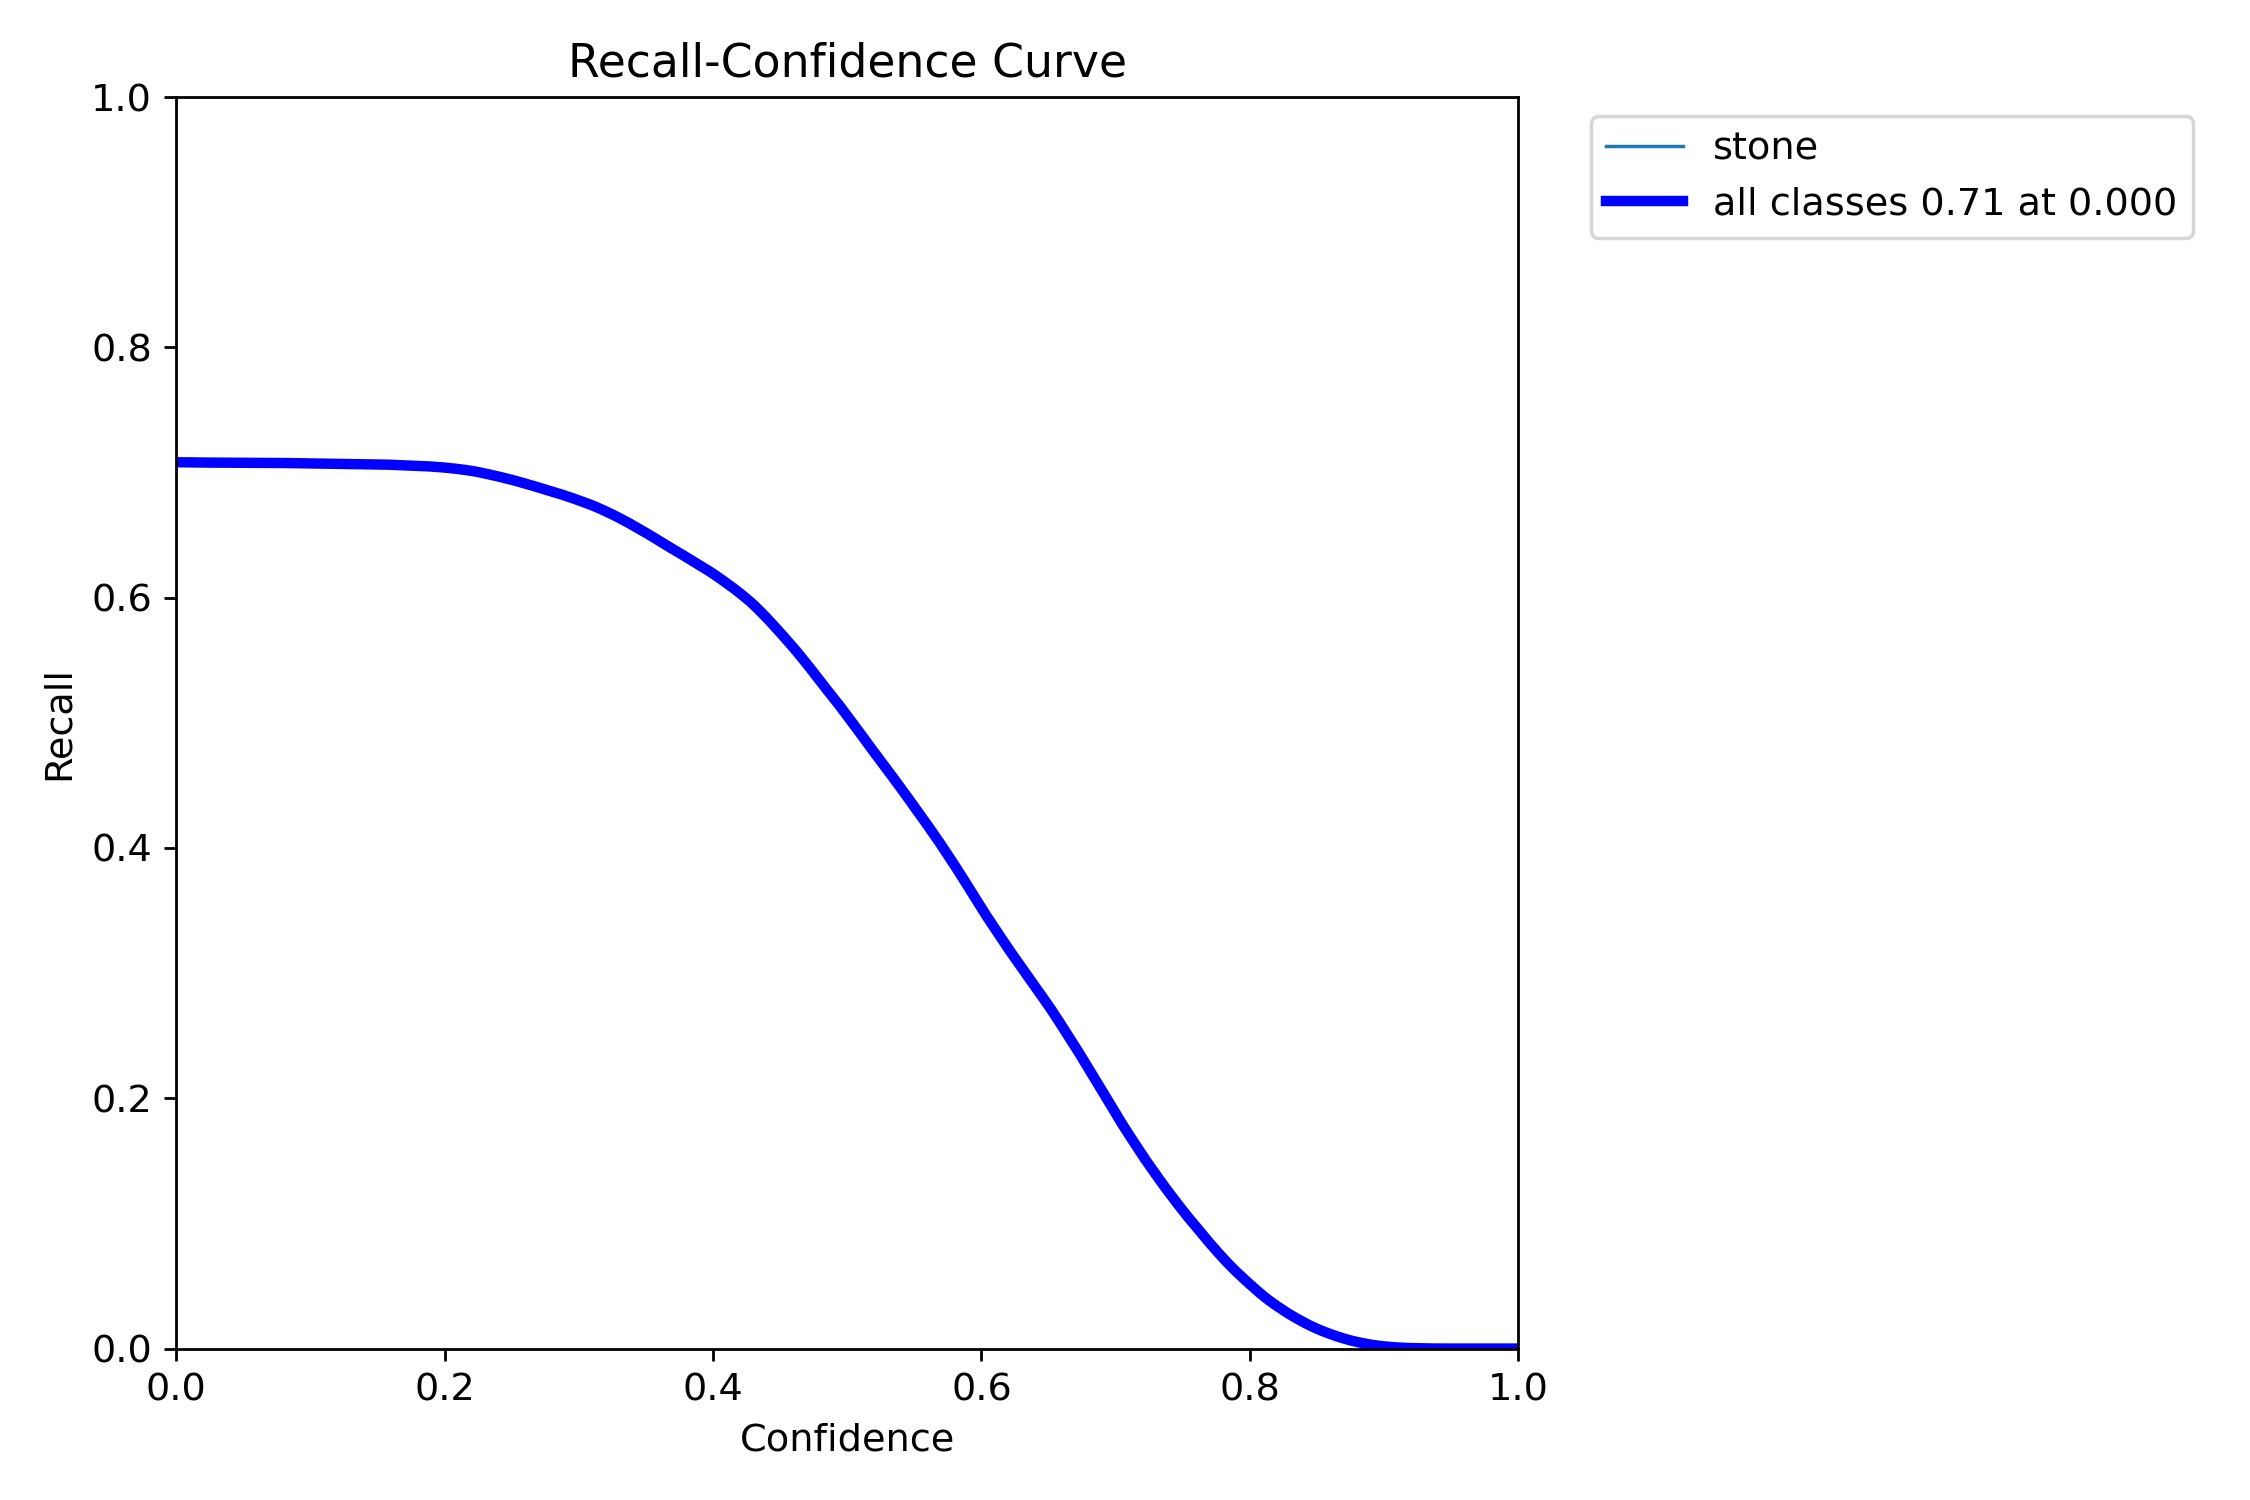 Recall-Confidence Curve
1.0
0.8
0.6
0.4
0.2
0.0
Recall
0.0 0.2 0.4 0.6 0.8 1.0
Confidence
stone
all classes 0.71 at 0.000